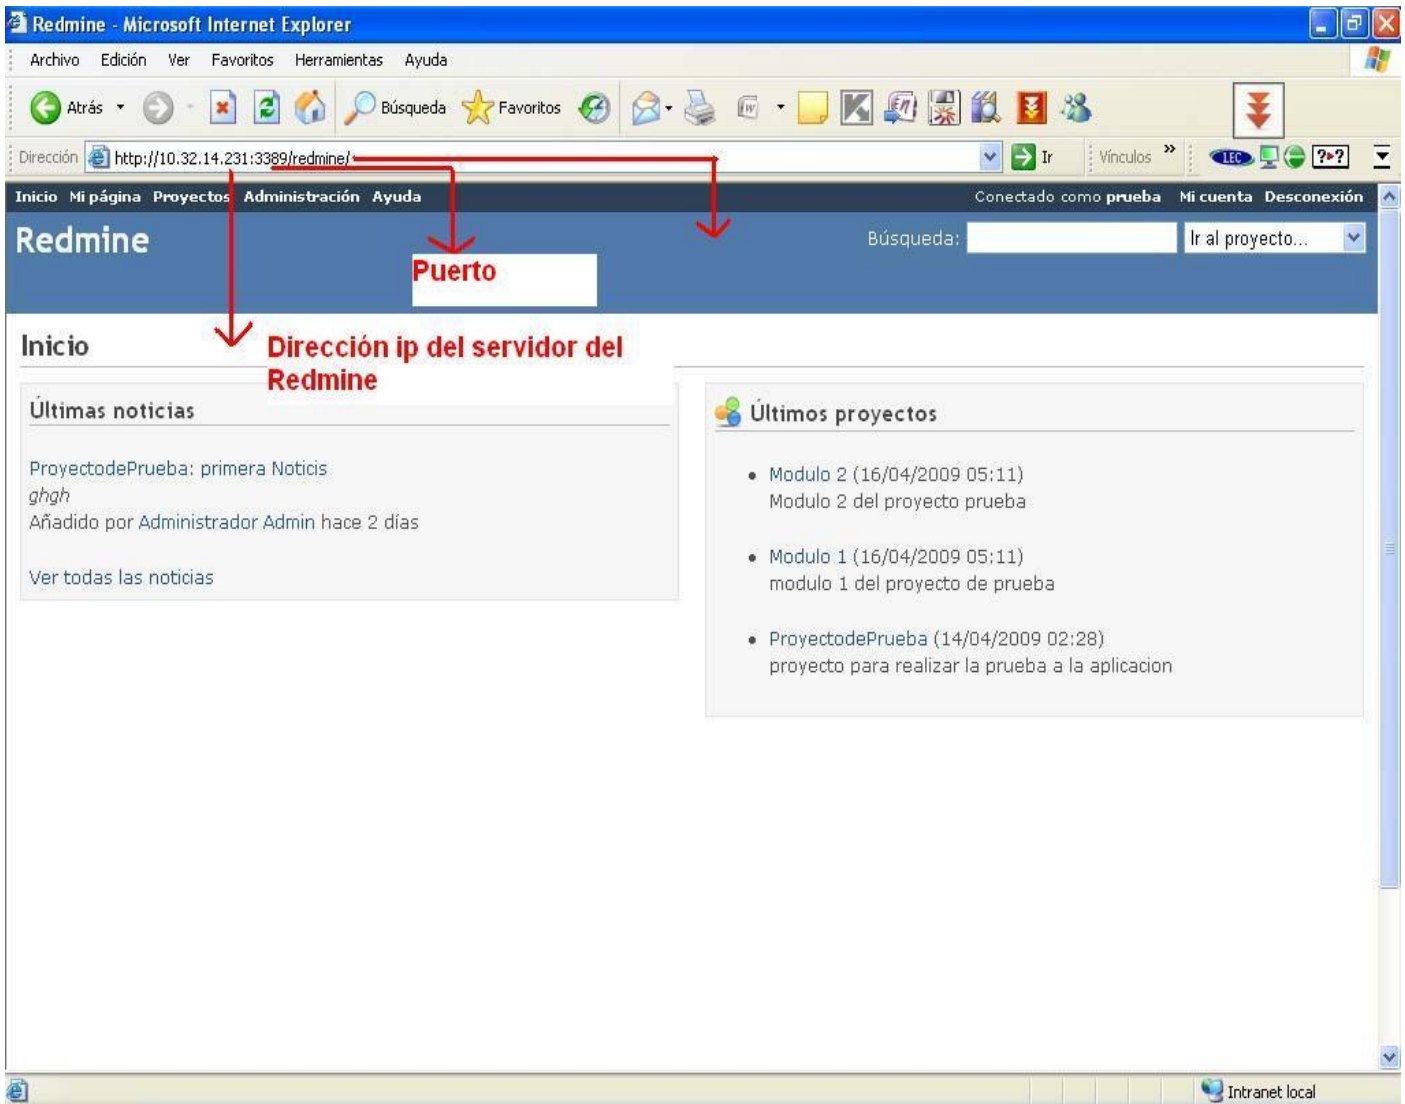 Redmine - Microsoft Internet Explorer
Archivo Edición Ver Favoritos Herramientas Ayuda
Atrás Búsqueda Favoritos
Dirección http://10.32.14.231:3389/redmine/ Ir Vínculos » LEC ?»?
Inicio Mi página Proyectos Administración Ayuda Conectado como prueba Mi cuenta Desconexión
Redmine Búsqueda: Ir al proyecto...
Puerto
Inicio
Dirección ip del servidor del
Redmine
Últimas noticias
ProyectodePrueba: primera Noticis
ghgh
Añadido por Administrador Admin hace 2 días
Ver todas las noticias
Últimos proyectos
Modulo 2 (16/04/2009 05:11)
Modulo 2 del proyecto prueba
Modulo 1 (16/04/2009 05:11)
modulo 1 del proyecto de prueba
ProyectodePrueba (14/04/2009 02:28)
proyecto para realizar la prueba a la aplicacion
Intranet local